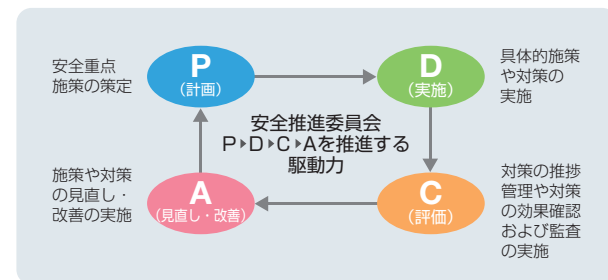 安全重点
施策の策定
P
(計画)
D
(実施)
具体的施策
や対策の
実施
安全推進委員会
P▶D▶C▶Aを推進する
駆動力
施策や対策
の見直し・
改善の実施
A
(見直し・改善)
C
(評価)
対策の推捗
管理や対策
の効果確認
および監査
の実施